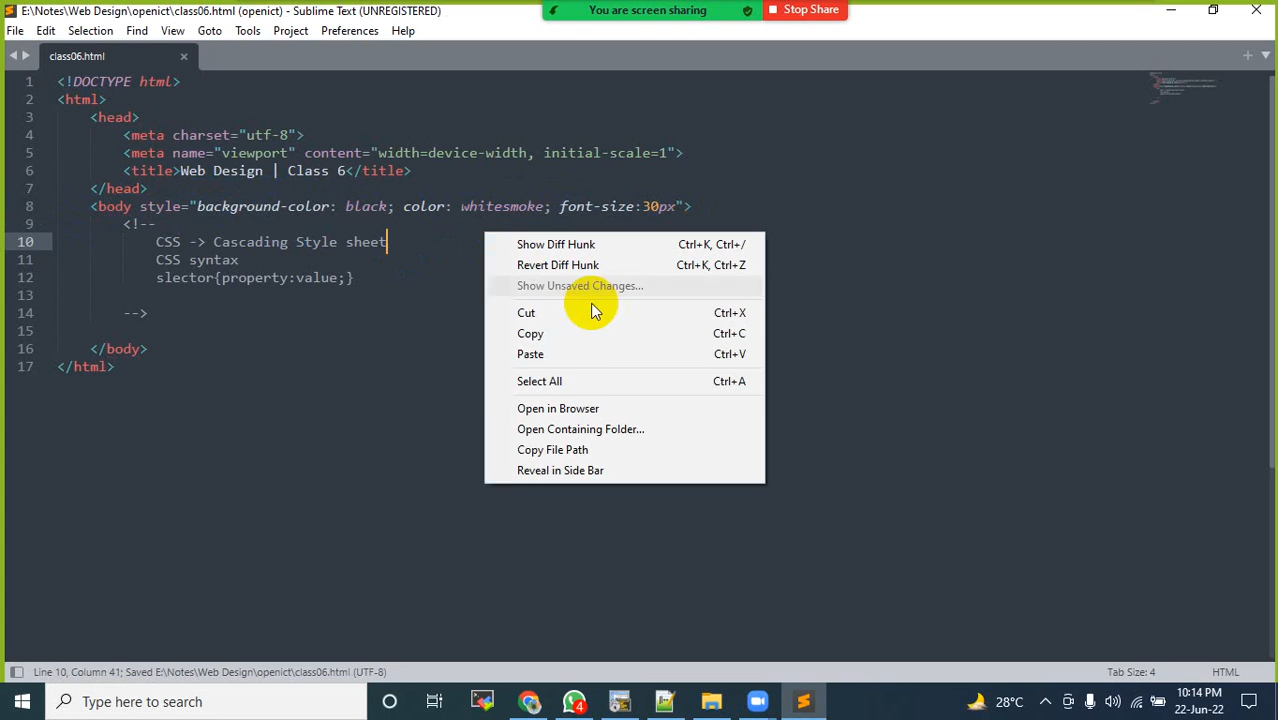 E:\Notes\Web Design\openict\class06.html (openict) - Sublime Text (UNREGISTERED)
You are screen sharing
Stop Share
File Edit Selection Find View Goto Tools Project Preferences Help
class06.html
1 <!DOCTYPE html>
2 <html>
3 <head>
4 <meta charset="utf-8">
5 <meta name="viewport" content="width=device-width, initial-scale=1">
6 <title>Web Design | Class 6</title>
7 </head>
8 <body style="background-color: black; color: whitesmoke; font-size:30px">
9 <!--
10 CSS -> Cascading Style sheet
11 CSS syntax
12 slector{property:value;}
13
14 -->
15
16 </body>
17 </html>
Show Diff Hunk Ctrl+K, Ctrl+/
Revert Diff Hunk Ctrl+K, Ctrl+Z
Show Unsaved Changes...
Cut Ctrl+X
Copy Ctrl+C
Paste Ctrl+V
Select All Ctrl+A
Open in Browser
Open Containing Folder...
Copy File Path
Reveal in Side Bar
Line 10, Column 41; Saved E:\Notes\Web Design\openict\class06.html (UTF-8) Tab Size: 4 HTML
Type here to search
4
28°C
10:14 PM
22-Jun-22